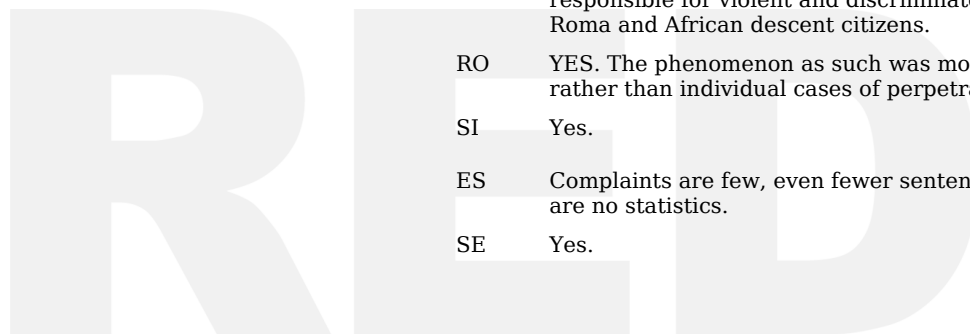 responsible for violent and discriminate
Roma and African descent citizens.
RO YES. The phenomenon as such was mo
rather than individual cases of perpetra
SI Yes.
ES Complaints are few, even fewer senten
are no statistics.
SE Yes.
RED